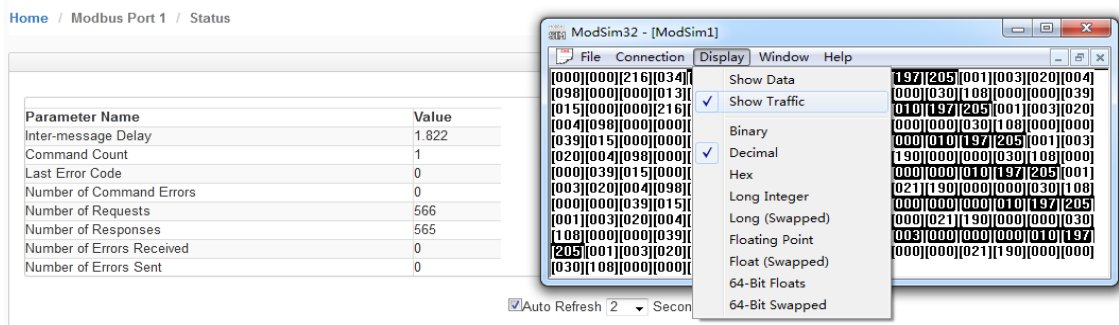 Home / Modbus Port 1 / Status
Parameter Name Value
Inter-message Delay 1.822
Command Count 1
Last Error Code 0
Number of Command Errors 0
Number of Requests 566
Number of Responses 565
Number of Errors Received 0
Number of Errors Sent 0
Auto Refresh 2 Secon
ModSim32 - [ModSim1]
File Connection Display Window Help
Show Data
Show Traffic
Binary
Decimal
Hex
Long Integer
Long (Swapped)
Floating Point
Float (Swapped)
64-Bit Floats
64-Bit Swapped
[000][000][216][034] 197][205][001][003][020][004]
[098][000][000][013] [000][030][108][000][000][039]
[015][000][000][216] 010][197][205][001][003][020]
[004][098][000][000] [000][000][030][108][000][000]
[039][015][000][000] 000][010][197][205][001][003]
[020][004][098][000] [190][000][000][030][108][000]
[000][039][015][000] 000][000][010][197][205][001]
[003][020][004][098] 021][190][000][000][030][108]
[000][000][039][015] 000][000][000][010][197][205]
[001][003][020][004] [000][021][190][000][000][030]
[108][000][000][039] [003][000][000][000][010][197]
[205][001][003][020] [000][000][021][190][000][000]
[030][108][000][000]